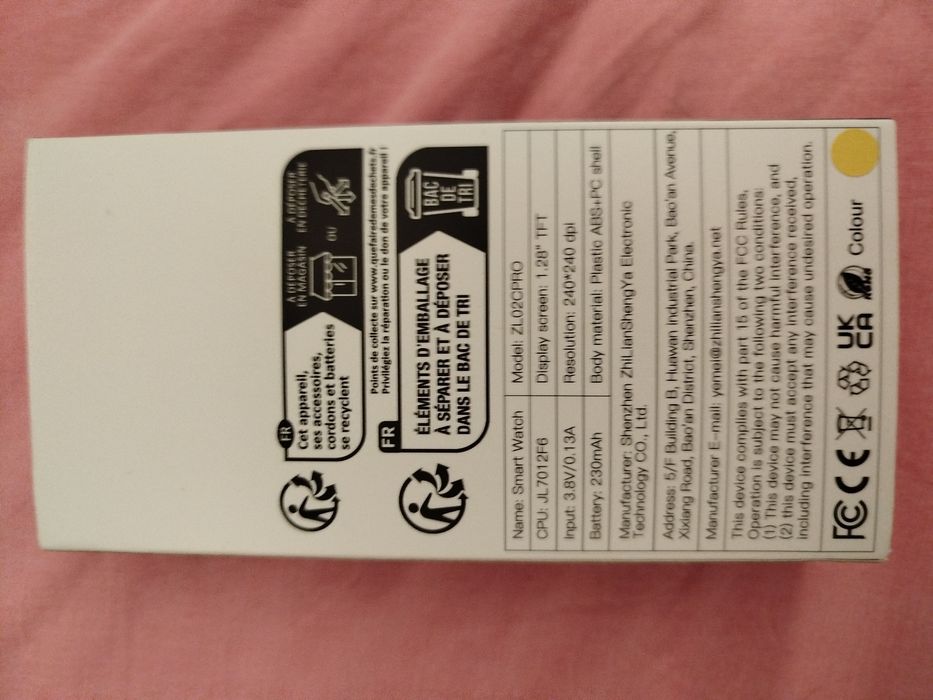 FR
Cet appareil,
ses accessoires,
cordons et batteries
se recyclent
À DÉPOSER
EN MAGASIN
OU
À DÉPOSER
EN DÉCHÈTERIE
Points de collecte sur www.quefairedemesdechets.fr
Privilégiez la réparation ou le don de votre appareil !
FR
ÉLÉMENTS D'EMBALLAGE
À SÉPARER ET À DÉPOSER
DANS LE BAC DE TRI
BAC
DE
TRI
Name: Smart Watch
Model: ZL02CPRO
CPU: JL7012F6
Display screen: 1.28" TFT
Input: 3.8V/0.13A
Resolution: 240*240 dpi
Battery: 230mAh
Body material: Plastic ABS+PC shell
Manufacturer: Shenzhen ZhiLianShengYa Electronic
Technology CO., Ltd.
Address: 5/F Building B, Huawan Industrial Park, Bao'an Avenue,
Xixiang Road, Bao'an District, Shenzhen, China.
Manufacturer E-mail: yemei@zhilianshengya.net
This device complies with part 15 of the FCC Rules,
Operation is subject to the following two conditions:
(1) This device may not cause harmful interference, and
(2) this device must accept any interference received,
including interference that may cause undesired operation.
FC CE UK
CA RoHS Colour